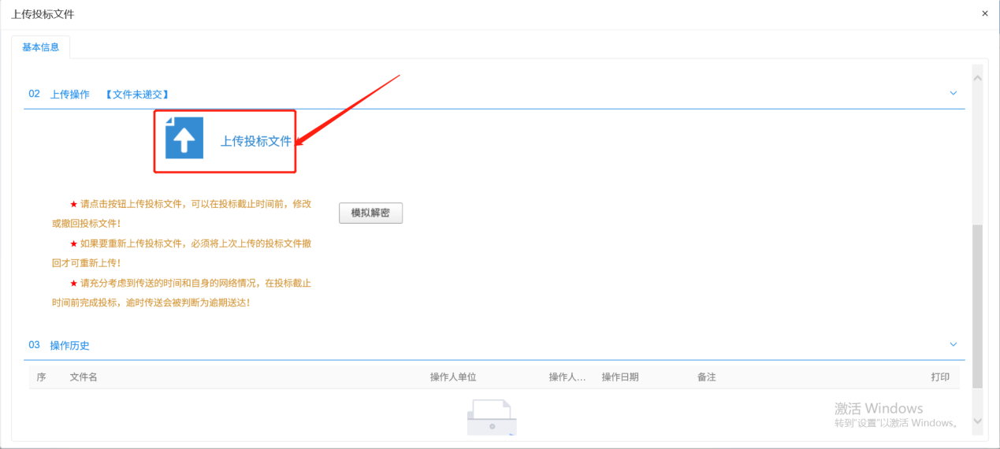 上传投标文件
×
基本信息
02 上传操作 【文件未递交】
上传投标文件
★ 请点击按钮上传投标文件，可以在投标截止时间前，修改
或撤回投标文件！
★ 如果要重新上传投标文件，必须将上次上传的投标文件撤
回才可重新上传！
★ 请充分考虑到传送的时间和自身的网络情况，在投标截止
时间前完成投标，逾时传送会被判断为逾期送达！
模拟解密
03 操作历史
序 文件名 操作人单位 操作人... 操作日期 备注 打印
激活 Windows
转到"设置"以激活 Windows。